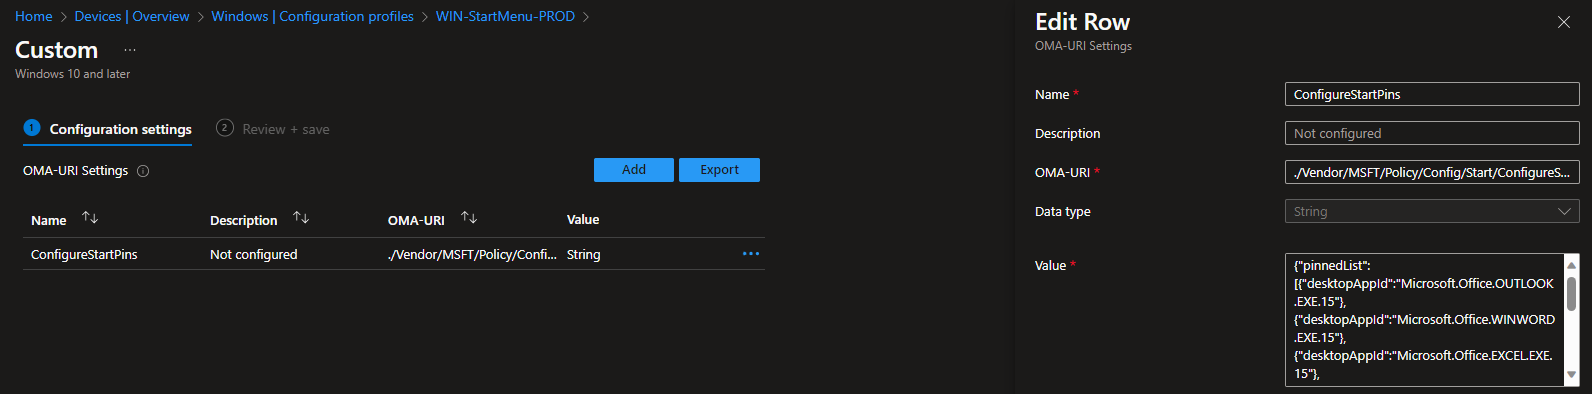 Home > Devices | Overview > Windows | Configuration profiles > WIN-StartMenu-PROD >
Custom ...
Windows 10 and later
1 Configuration settings 2 Review + save
OMA-URI Settings
Add Export
Name Description OMA-URI Value
ConfigureStartPins Not configured ./Vendor/MSFT/Policy/Confi... String ...
Edit Row
OMA-URI Settings
Name * ConfigureStartPins
Description Not configured
OMA-URI * ./Vendor/MSFT/Policy/Config/Start/ConfigureS...
Data type String
Value * {"pinnedList":
[{"desktopAppId":"Microsoft.Office.OUTLOOK
.EXE.15"},
{"desktopAppId":"Microsoft.Office.WINWORD
.EXE.15"},
{"desktopAppId":"Microsoft.Office.EXCEL.EXE.
15"},